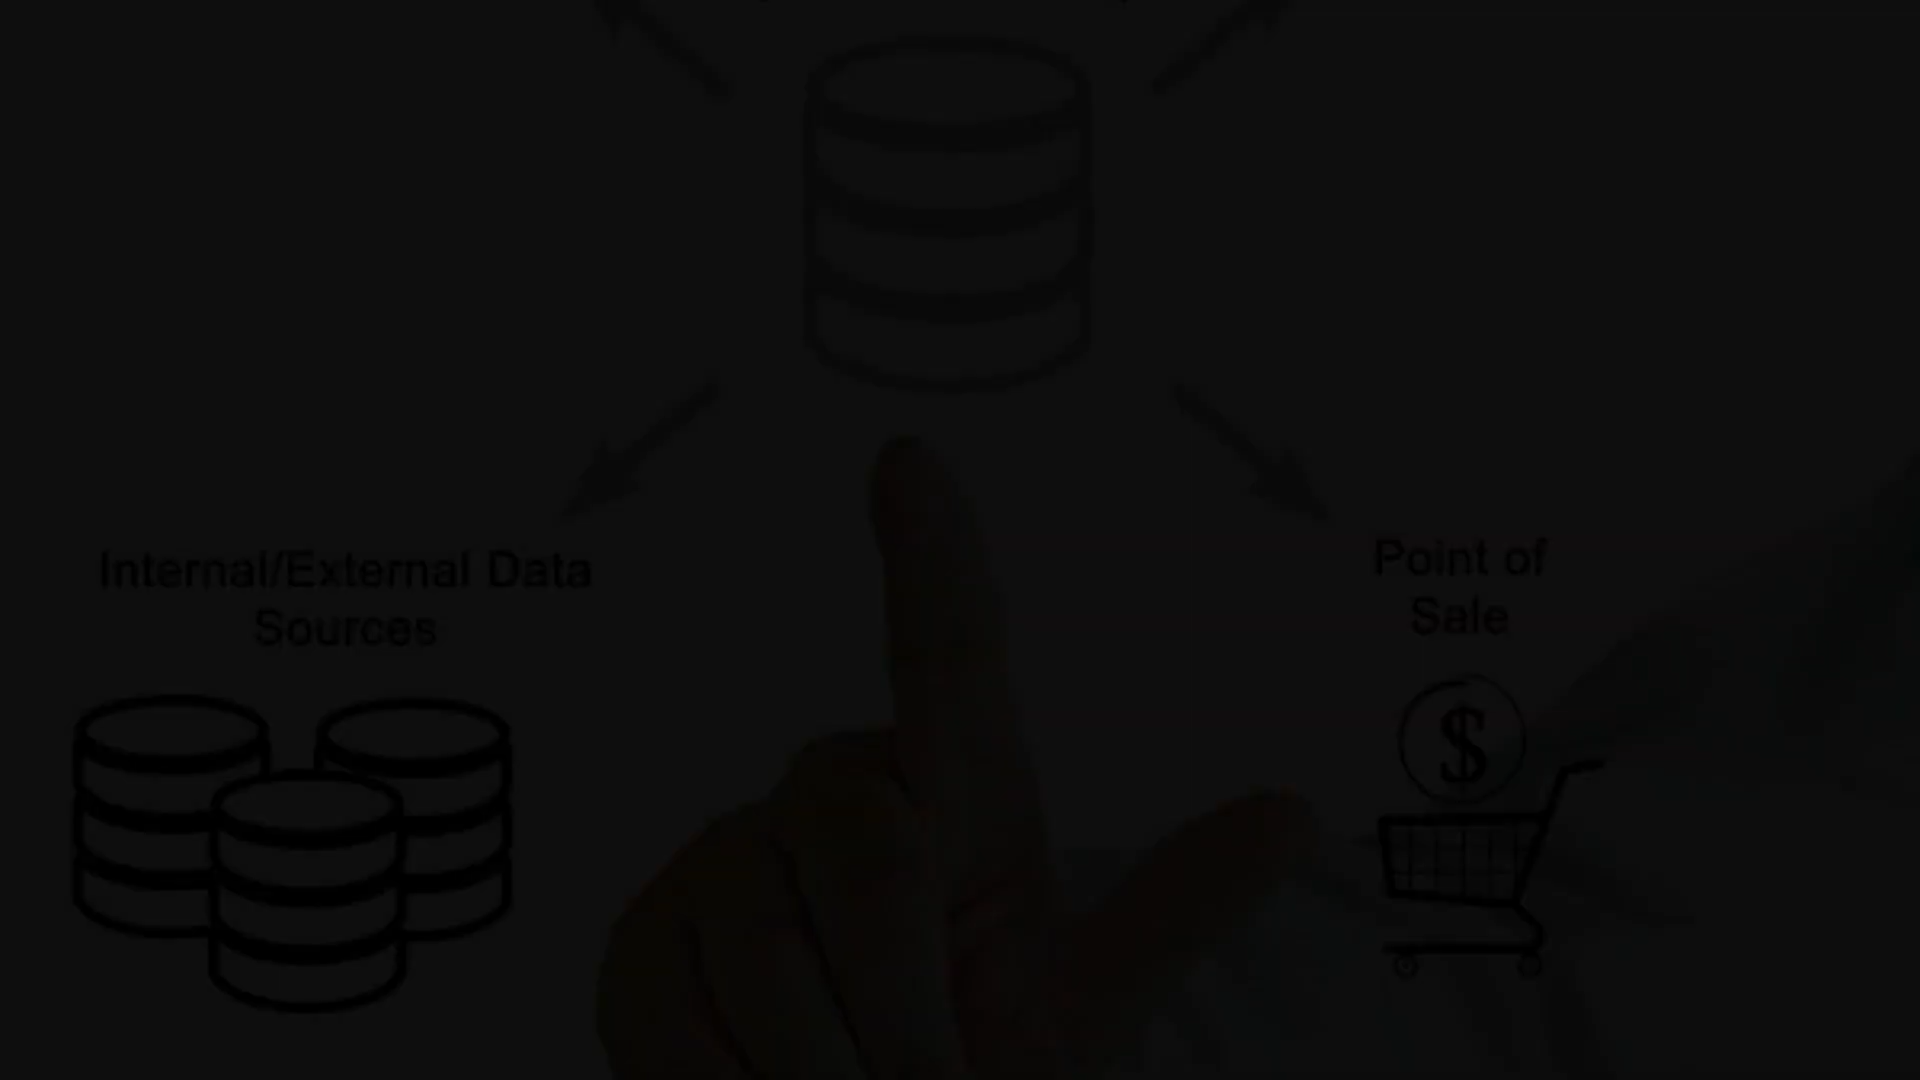 Internal/External Data
Sources
Point of
Sale
$